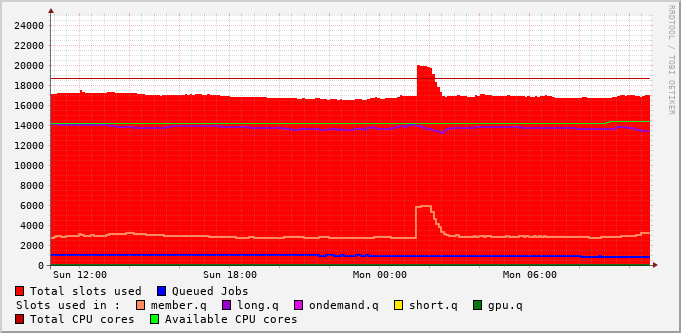 24000
22000
20000
18000
16000
14000
12000
10000
8000
6000
4000
2000
0
Sun 12:00 Sun 18:00 Mon 00:00 Mon 06:00
Total slots used Queued Jobs
Slots used in : member.q long.q ondemand.q short.q gpu.q
Total CPU cores Available CPU cores
RRDTOOL / TOBI OETIKER